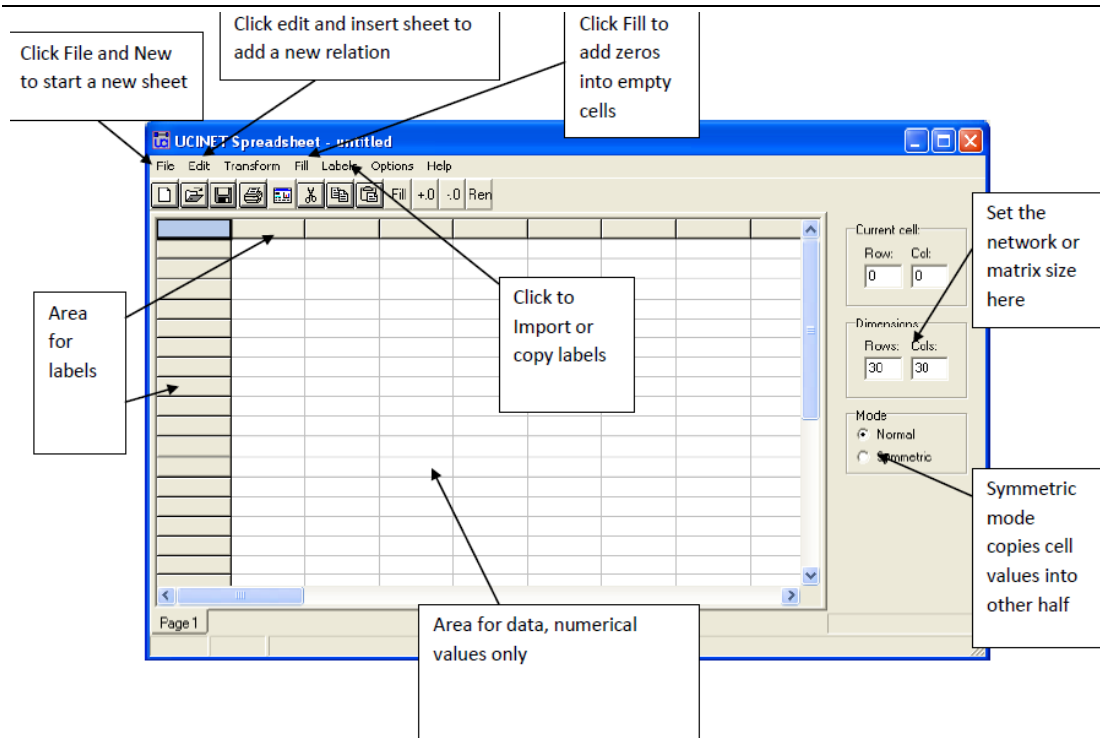 Click File and New
to start a new sheet
Click edit and insert sheet to
add a new relation
Click Fill to
add zeros
into empty
cells
UCINET Spreadsheet - untitled
File Edit Transform Fill Labels Options Help
Fill +.0 -.0 Ren
Set the
network or
matrix size
here
Current cell:
Row: Col:
0 0
Area
for
labels
Click to
Import or
copy labels
Dimensions
Rows: Cols:
30 30
Mode
Normal
Symmetric
Symmetric
mode
copies cell
values into
other half
Page 1
Area for data, numerical
values only